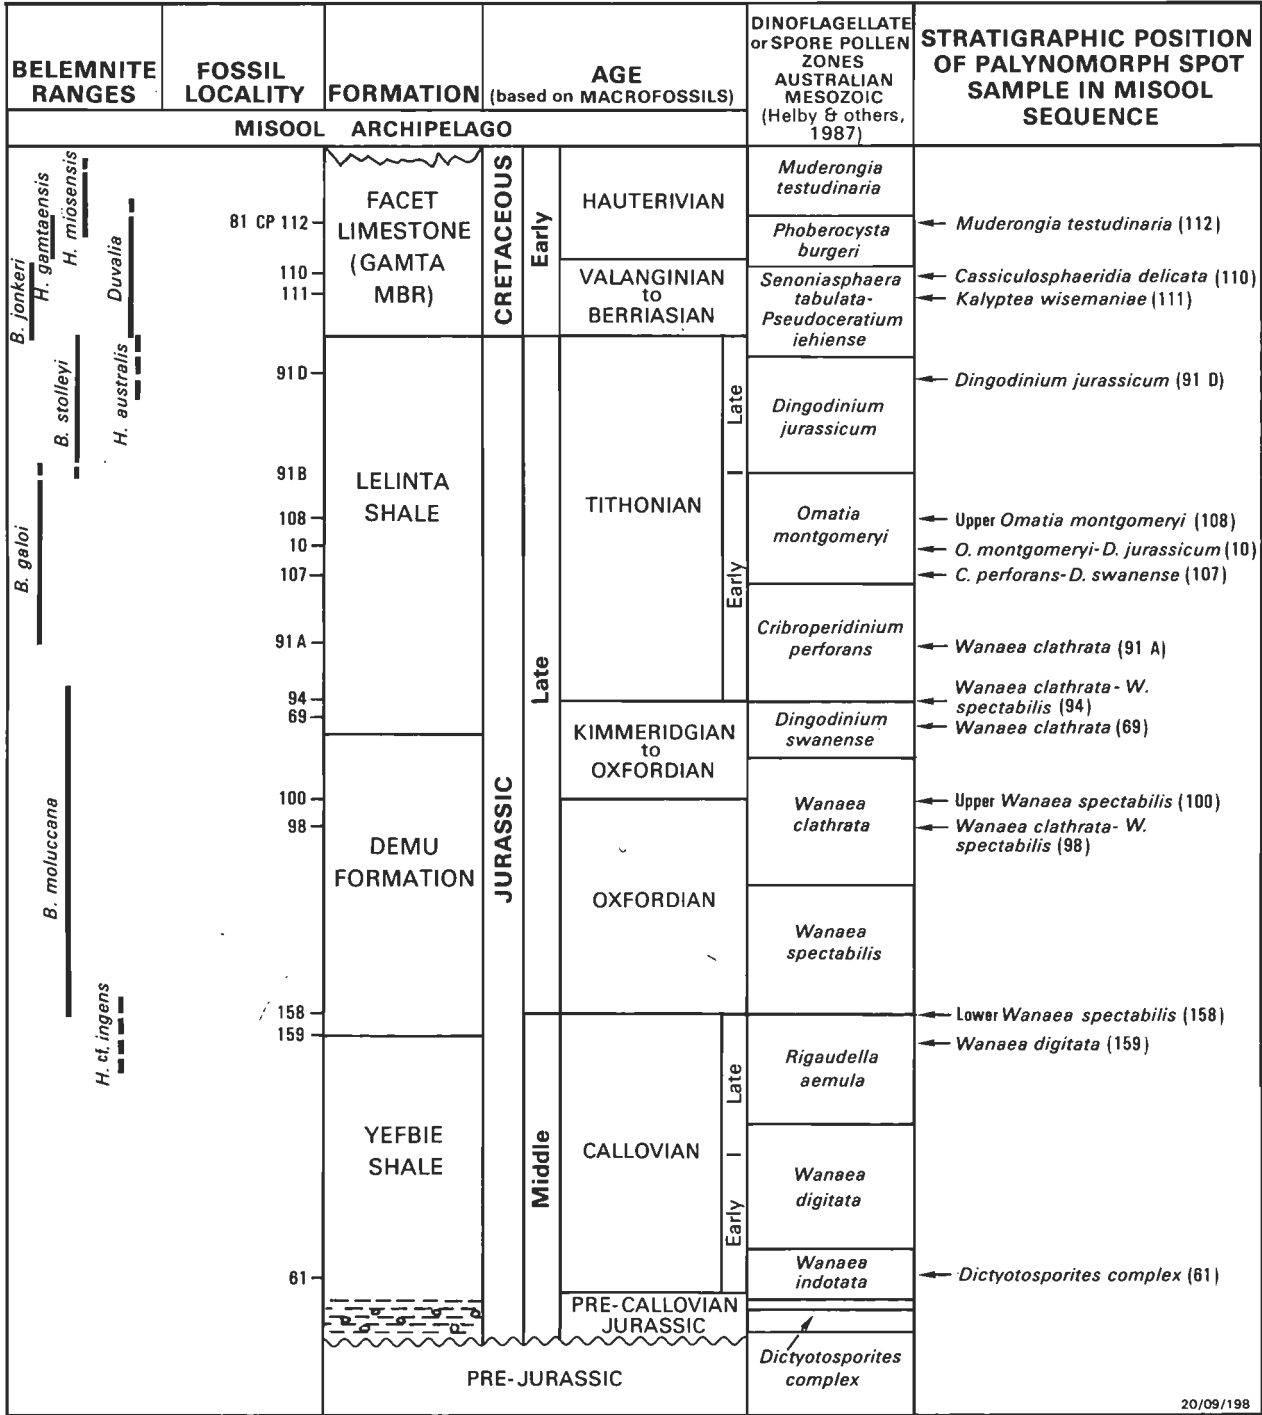 BELEMNITE
RANGES
FOSSIL
LOCALITY
FORMATION
AGE
(based on MACROFOSSILS)
DINOFLAGELLATE
or SPORE POLLEN
ZONES
AUSTRALIAN
MESOZOIC
(Helby & others,
1987)
STRATIGRAPHIC POSITION
OF PALYNOMORPH SPOT
SAMPLE IN MISOOL
SEQUENCE
MISOOL ARCHIPELAGO
B. jonkeri
H. gamtaensis
H. miosensis
Duvalia
B. stolleyi
H. australis
B. galoi
B. moluccana
H. cf. ingens
81 CP 112
110
111
91D
91B
108
10
107
91A
94
69
100
98
158
159
61
FACET
LIMESTONE
(GAMTA
MBR)
LELINTA
SHALE
DEMU
FORMATION
YEFBIE
SHALE
CRETACEOUS
JURASSIC
Early
Late
Middle
HAUTERIVIAN
VALANGINIAN
to
BERRIASIAN
TITHONIAN
Late
Early
KIMMERIDGIAN
to
OXFORDIAN
OXFORDIAN
CALLOVIAN
Late
Early
PRE-CALLOVIAN
JURASSIC
PRE-JURASSIC
Muderongia
testudinaria
Phoberocysta
burgeri
Senoniasphaera
tabulata-
Pseudoceratium
iehiense
Dingodinium
jurassicum
Omatia
montgomeryi
Cribroperidinium
perforans
Dingodinium
swanense
Wanaea
clathrata
Wanaea
spectabilis
Rigaudella
aemula
Wanaea
digitata
Wanaea
indotata
Dictyotosporites
complex
Muderongia testudinaria (112)
Cassiculosphaeridia delicata (110)
Kalyptea wisemaniae (111)
Dingodinium jurassicum (91 D)
Upper Omatia montgomeryi (108)
O. montgomeryi-D. jurassicum (10)
C. perforans-D. swanense (107)
Wanaea clathrata (91 A)
Wanaea clathrata- W.
spectabilis (94)
Wanaea clathrata (69)
Upper Wanaea spectabilis (100)
Wanaea clathrata- W.
spectabilis (98)
Lower Wanaea spectabilis (158)
Wanaea digitata (159)
Dictyotosporites complex (61)
20/09/198